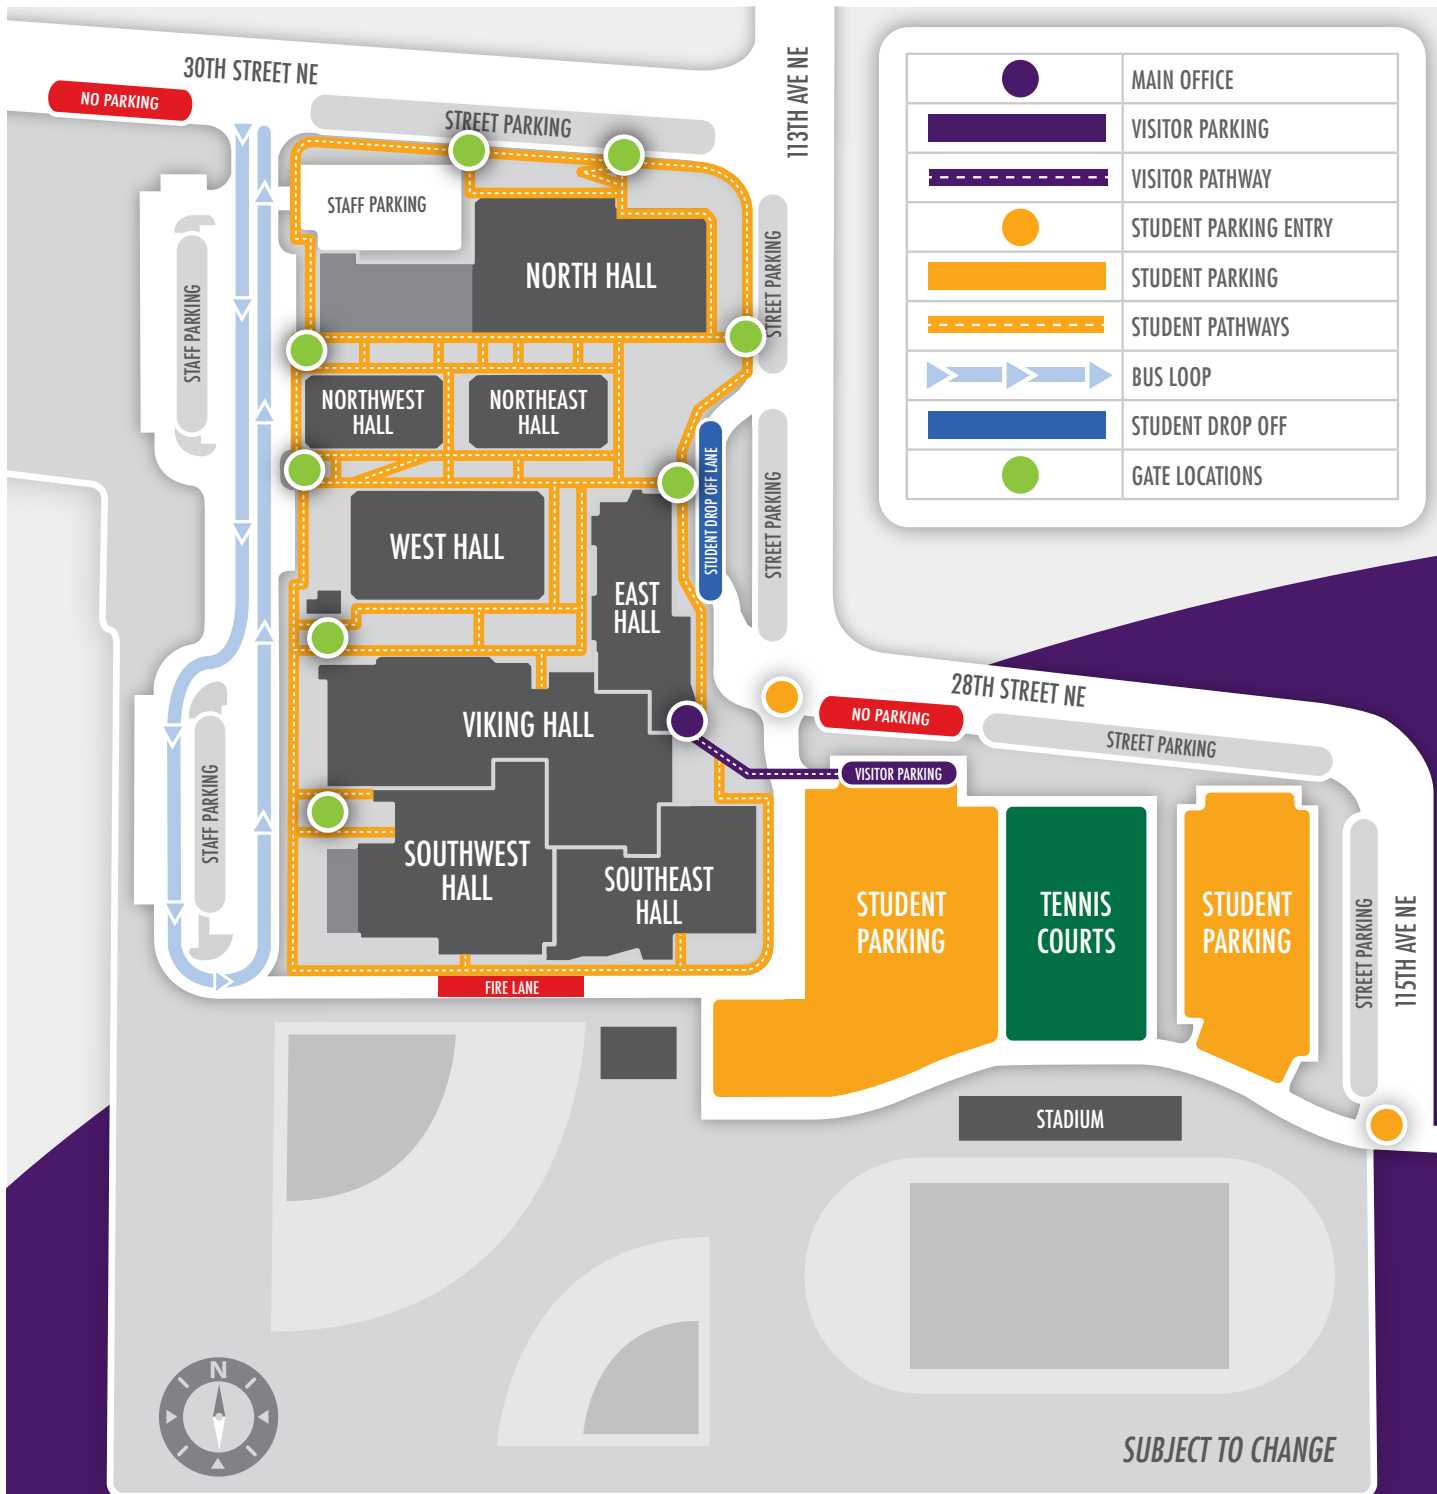 30TH STREET NE
NO PARKING
STREET PARKING
113TH AVE NE
MAIN OFFICE
VISITOR PARKING
VISITOR PATHWAY
STUDENT PARKING ENTRY
STUDENT PARKING
STUDENT PATHWAYS
BUS LOOP
STUDENT DROP OFF
GATE LOCATIONS
STAFF PARKING
NORTH HALL
STREET PARKING
STAFF PARKING
NORTHWEST
HALL
NORTHEAST
HALL
STUDENT DROP OFF LANE
STREET PARKING
WEST HALL
EAST
HALL
28TH STREET NE
NO PARKING
STREET PARKING
VIKING HALL
VISITOR PARKING
STAFF PARKING
SOUTHWEST
HALL
SOUTHEAST
HALL
STUDENT
PARKING
TENNIS
COURTS
STUDENT
PARKING
STREET PARKING
115TH AVE NE
FIRE LANE
STADIUM
N
SUBJECT TO CHANGE